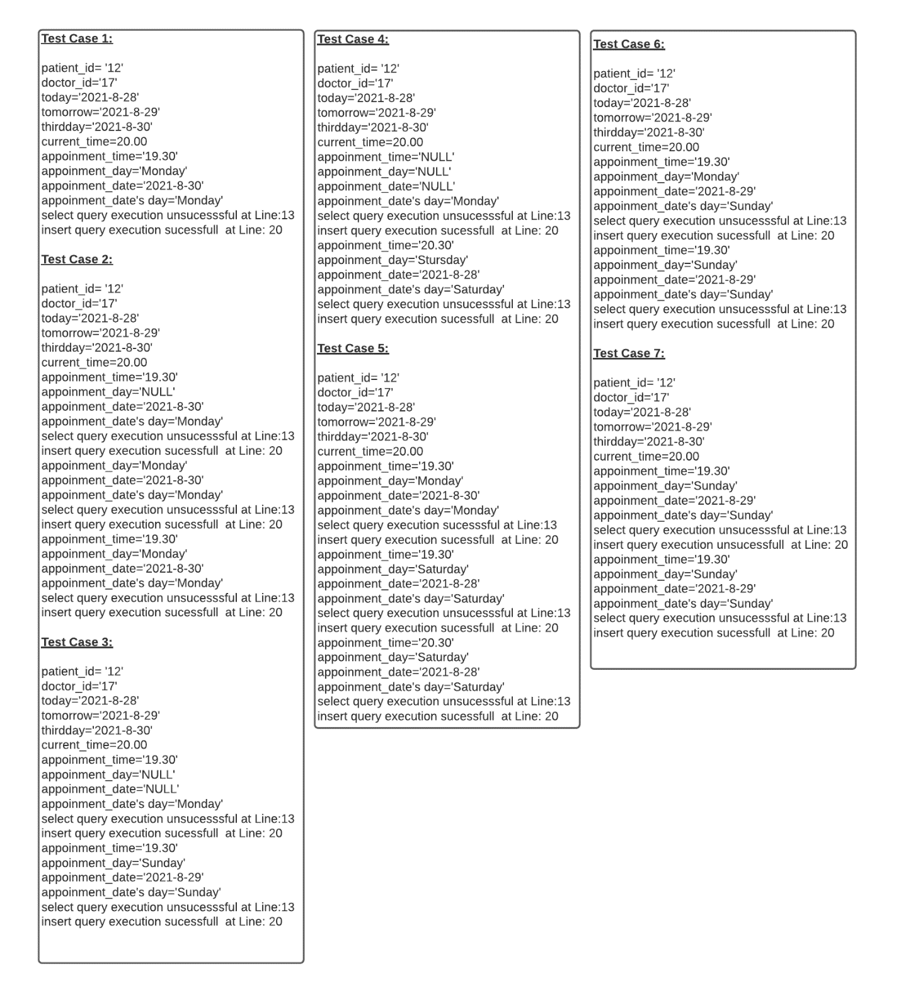 Test Case 1:
patient_id= '12'
doctor_id='17'
today='2021-8-28'
tomorrow='2021-8-29'
thirdday='2021-8-30'
current_time=20.00
appoinment_time='19.30'
appoinment_day='Monday'
appoinment_date='2021-8-30'
appoinment_date's day='Monday'
select query execution unsucesssful at Line:13
insert query execution sucessfull  at Line: 20
Test Case 2:
patient_id= '12'
doctor_id='17'
today='2021-8-28'
tomorrow='2021-8-29'
thirdday='2021-8-30'
current_time=20.00
appoinment_time='19.30'
appoinment_day='NULL'
appoinment_date='2021-8-30'
appoinment_date's day='Monday'
select query execution unsucesssful at Line:13
insert query execution sucessfull  at Line: 20
appoinment_day='Monday'
appoinment_date='2021-8-30'
appoinment_date's day='Monday'
select query execution unsucesssful at Line:13
insert query execution sucessfull  at Line: 20
appoinment_time='19.30'
appoinment_day='Monday'
appoinment_date='2021-8-30'
appoinment_date's day='Monday'
select query execution unsucesssful at Line:13
insert query execution sucessfull  at Line: 20
Test Case 3:
patient_id= '12'
doctor_id='17'
today='2021-8-28'
tomorrow='2021-8-29'
thirdday='2021-8-30'
current_time=20.00
appoinment_time='19.30'
appoinment_day='NULL'
appoinment_date='NULL'
appoinment_date's day='Monday'
select query execution unsucesssful at Line:13
insert query execution sucessfull  at Line: 20
appoinment_time='19.30'
appoinment_day='Sunday'
appoinment_date='2021-8-29'
appoinment_date's day='Sunday'
select query execution unsucesssful at Line:13
insert query execution sucessfull  at Line: 20
Test Case 4:
patient_id= '12'
doctor_id='17'
today='2021-8-28'
tomorrow='2021-8-29'
thirdday='2021-8-30'
current_time=20.00
appoinment_time='NULL'
appoinment_day='NULL'
appoinment_date='NULL'
appoinment_date's day='Monday'
select query execution unsucesssful at Line:13
insert query execution sucessfull  at Line: 20
appoinment_time='20.30'
appoinment_day='Stursday'
appoinment_date='2021-8-28'
appoinment_date's day='Saturday'
select query execution unsucesssful at Line:13
insert query execution sucessfull  at Line: 20
Test Case 5:
patient_id= '12'
doctor_id='17'
today='2021-8-28'
tomorrow='2021-8-29'
thirdday='2021-8-30'
current_time=20.00
appoinment_time='19.30'
appoinment_day='Monday'
appoinment_date='2021-8-30'
appoinment_date's day='Monday'
select query execution sucesssful at Line:13
insert query execution sucessfull  at Line: 20
appoinment_time='19.30'
appoinment_day='Saturday'
appoinment_date='2021-8-28'
appoinment_date's day='Saturday'
select query execution unsucesssful at Line:13
insert query execution sucessfull  at Line: 20
appoinment_time='20.30'
appoinment_day='Saturday'
appoinment_date='2021-8-28'
appoinment_date's day='Saturday'
select query execution unsucesssful at Line:13
insert query execution sucessfull  at Line: 20
Test Case 6:
patient_id= '12'
doctor_id='17'
today='2021-8-28'
tomorrow='2021-8-29'
thirdday='2021-8-30'
current_time=20.00
appoinment_time='19.30'
appoinment_day='Monday'
appoinment_date='2021-8-29'
appoinment_date's day='Sunday'
select query execution unsucesssful at Line:13
insert query execution sucessfull  at Line: 20
appoinment_time='19.30'
appoinment_day='Sunday'
appoinment_date='2021-8-29'
appoinment_date's day='Sunday'
select query execution unsucesssful at Line:13
insert query execution sucessfull  at Line: 20
Test Case 7:
patient_id= '12'
doctor_id='17'
today='2021-8-28'
tomorrow='2021-8-29'
thirdday='2021-8-30'
current_time=20.00
appoinment_time='19.30'
appoinment_day='Sunday'
appoinment_date='2021-8-29'
appoinment_date's day='Sunday'
select query execution unsucesssful at Line:13
insert query execution unsucessfull  at Line: 20
appoinment_time='19.30'
appoinment_day='Sunday'
appoinment_date='2021-8-29'
appoinment_date's day='Sunday'
select query execution unsucesssful at Line:13
insert query execution sucessfull  at Line: 20